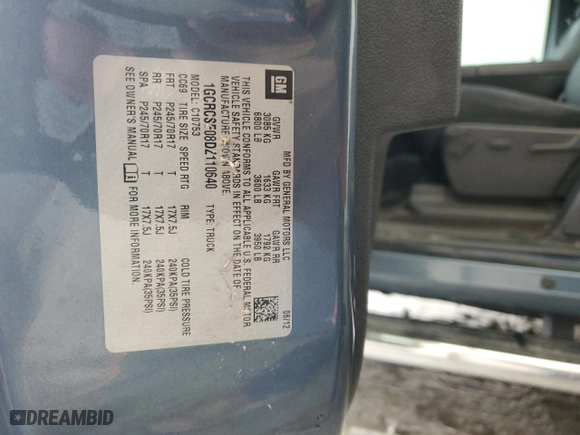 GM
MFD BY GENERAL MOTORS LLC 06/12
GVWR GAWR FRT GAWR RR
3085 KG 1633 KG 1792 KG
6800 LB 3600 LB 3950 LB
THIS VEHICLE CONFORMS TO ALL APPLICABLE U.S. FEDERAL MOTOR
VEHICLE SAFETY STANDARDS IN EFFECT ON THE DATE OF
MANUFACTURE SHOWN ABOVE.
TYPE: TRUCK
MODEL: C10753
CC69 TIRE SIZE SPEED RTG RIM COLD TIRE PRESSURE
FRT P245/70R17 T 17X7.5J 240KPA(35PSI)
RR P245/70R17 T 17X7.5J 240KPA(35PSI)
SPA P245/70R17 T 17X7.5J 240KPA(35PSI)
SEE OWNER'S MANUAL FOR MORE INFORMATION.
DREAMBID